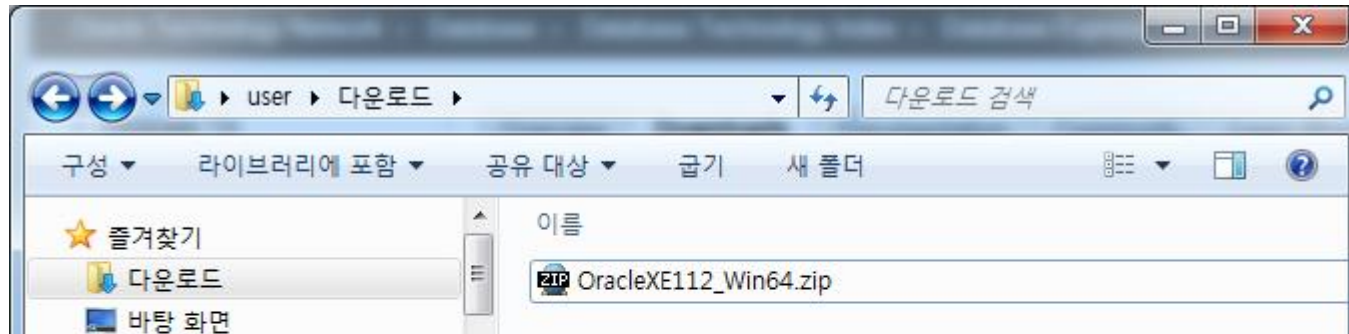 user 다운로드
다운로드 검색
구성 라이브러리에 포함 공유 대상 굽기 새 폴더
즐겨찾기
다운로드
바탕 화면
이름
ZIP OracleXE112_Win64.zip